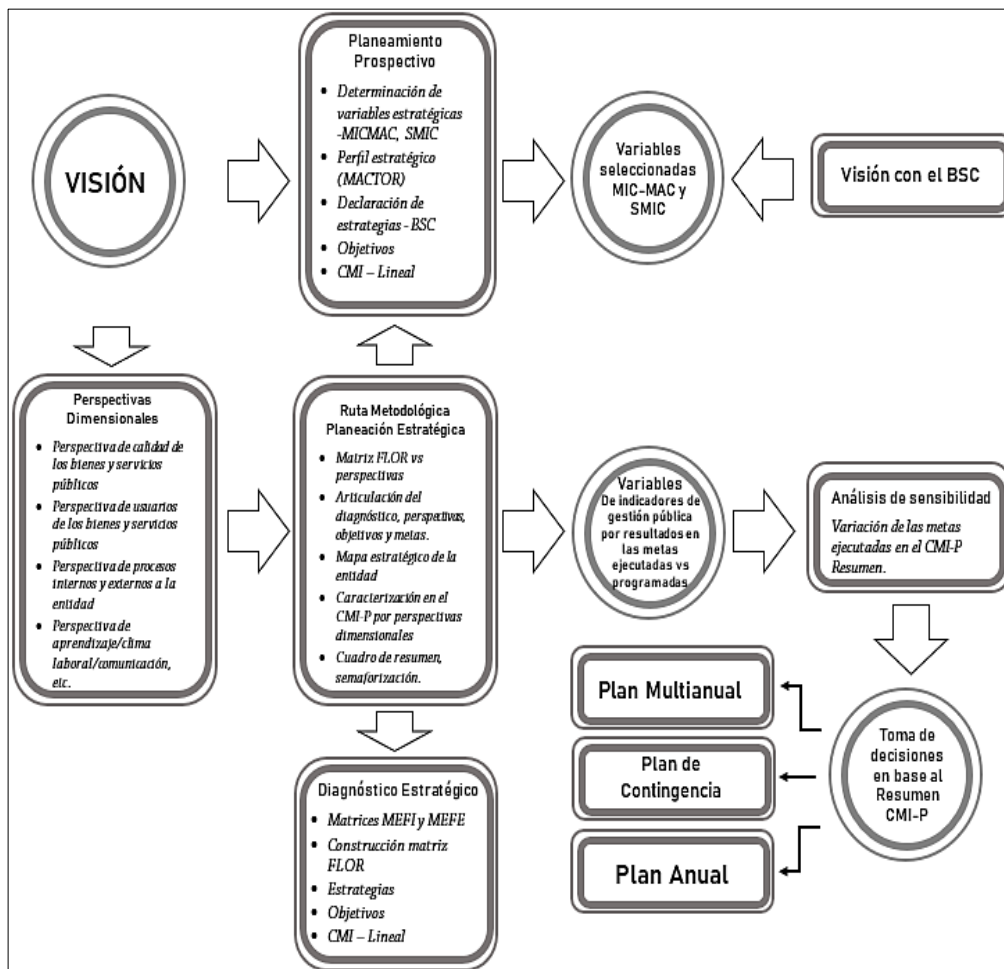 VISIÓN
Planeamiento
Prospectivo
• Determinación de
variables estratégicas
-MICMAC, SMIC
• Perfil estratégico
(MACTOR)
• Declaración de
estrategias - BSC
• Objetivos
• CMI – Lineal
Variables
seleccionadas
MIC-MAC y
SMIC
Visión con el BSC
Perspectivas
Dimensionales
• Perspectiva de calidad de
los bienes y servicios
públicos
• Perspectiva de usuarios
de los bienes y servicios
públicos
• Perspectiva de procesos
internos y externos a la
entidad
• Perspectiva de
aprendizaje/clima
laboral/comunicación,
etc.
Ruta Metodológica
Planeación Estratégica
• Matriz FLOR vs
perspectivas
• Articulación del
diagnóstico, perspectivas,
objetivos y metas.
• Mapa estratégico de la
entidad
• Caracterización en el
CMI-P por perspectivas
dimensionales
• Cuadro de resumen,
semaforización.
Variables
De indicadores de
gestión pública
por resultados en
las metas
ejecutadas vs
programadas
Análisis de sensibilidad
Variación de las metas
ejecutadas en el CMI-P
Resumen.
Diagnóstico Estratégico
• Matrices MEFI y MEFE
• Construcción matriz
FLOR
• Estrategias
• Objetivos
• CMI – Lineal
Plan Multianual
Plan de
Contingencia
Plan Anual
Toma de
decisiones
en base al
Resumen
CMI-P